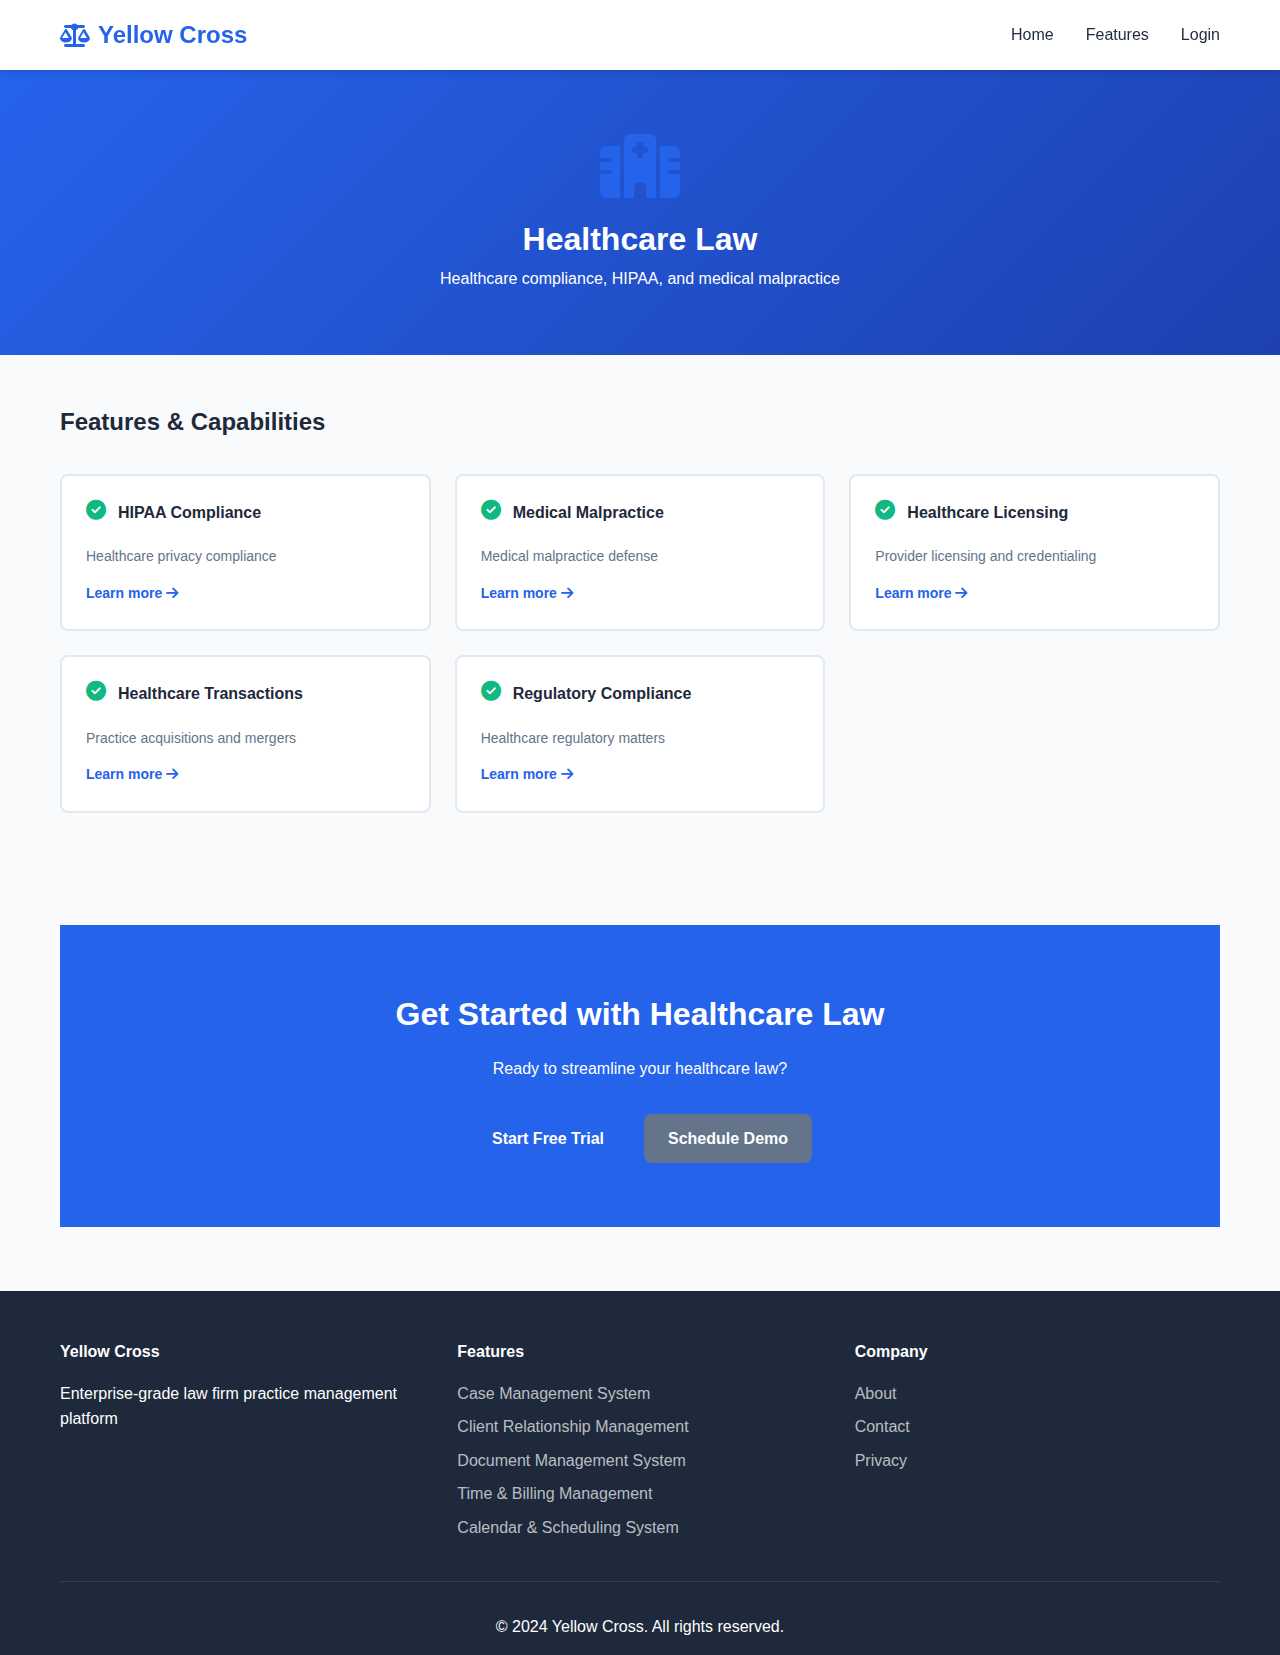 Yellow Cross
Home Features Login
Healthcare Law
Healthcare compliance, HIPAA, and medical malpractice
Features & Capabilities
HIPAA Compliance
Healthcare privacy compliance
Learn more
Medical Malpractice
Medical malpractice defense
Learn more
Healthcare Licensing
Provider licensing and credentialing
Learn more
Healthcare Transactions
Practice acquisitions and mergers
Learn more
Regulatory Compliance
Healthcare regulatory matters
Learn more
Get Started with Healthcare Law
Ready to streamline your healthcare law?
Start Free Trial
Schedule Demo
Yellow Cross
Enterprise-grade law firm practice management
platform
Features
Case Management System
Client Relationship Management
Document Management System
Time & Billing Management
Calendar & Scheduling System
Company
About
Contact
Privacy
© 2024 Yellow Cross. All rights reserved.